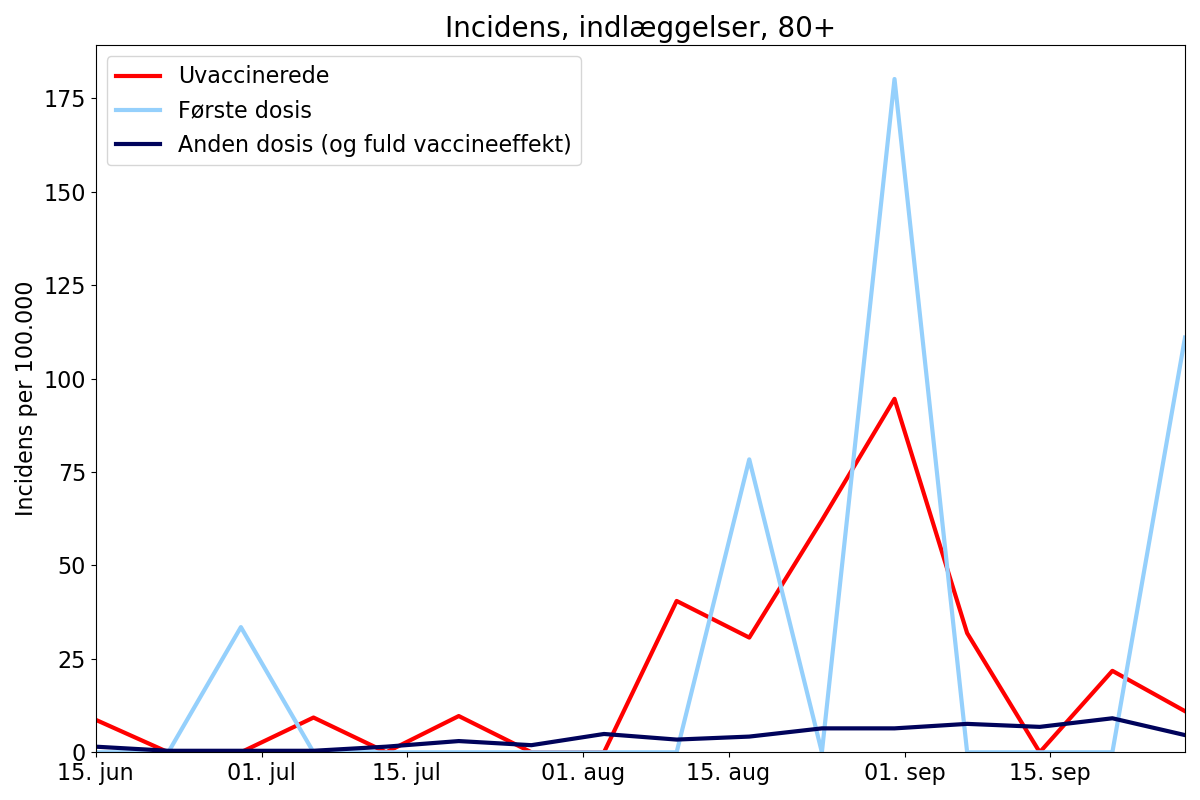 Incidens, indlæggelser, 80+
Uvaccinerede
Første dosis
Anden dosis (og fuld vaccineeffekt)
Incidens per 100.000
175
150
125
100
75
50
25
0
15. jun 01. jul 15. jul 01. aug 15. aug 01. sep 15. sep